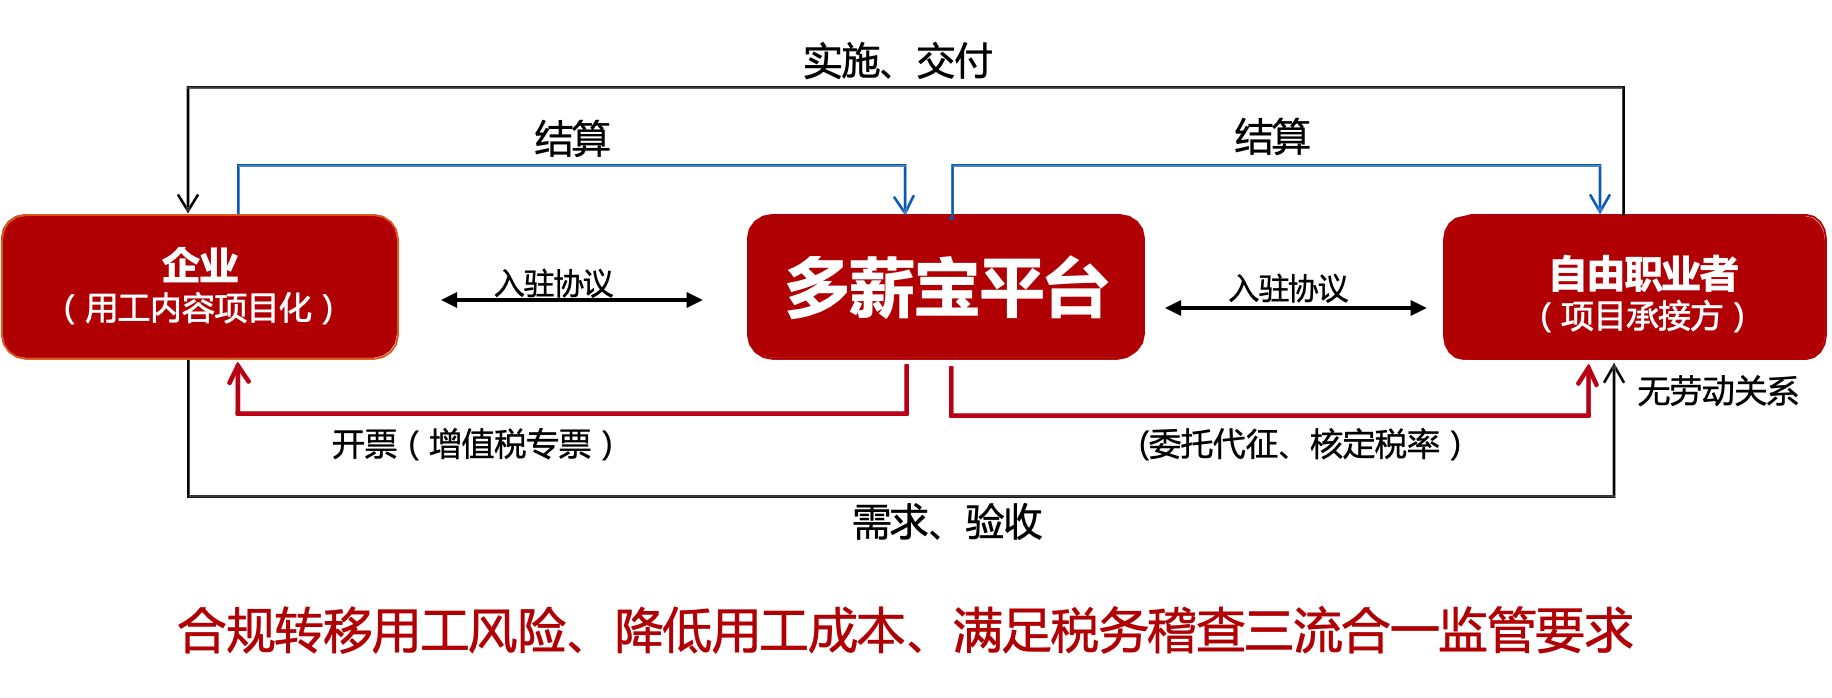 实施、交付
结算
结算
企业
（用工内容项目化）
入驻协议
多薪宝平台
入驻协议
自由职业者
（项目承接方）
无劳动关系
开票（增值税专票）
(委托代征、核定税率）
需求、验收
合规转移用工风险、降低用工成本、满足税务稽查三流合一监管要求